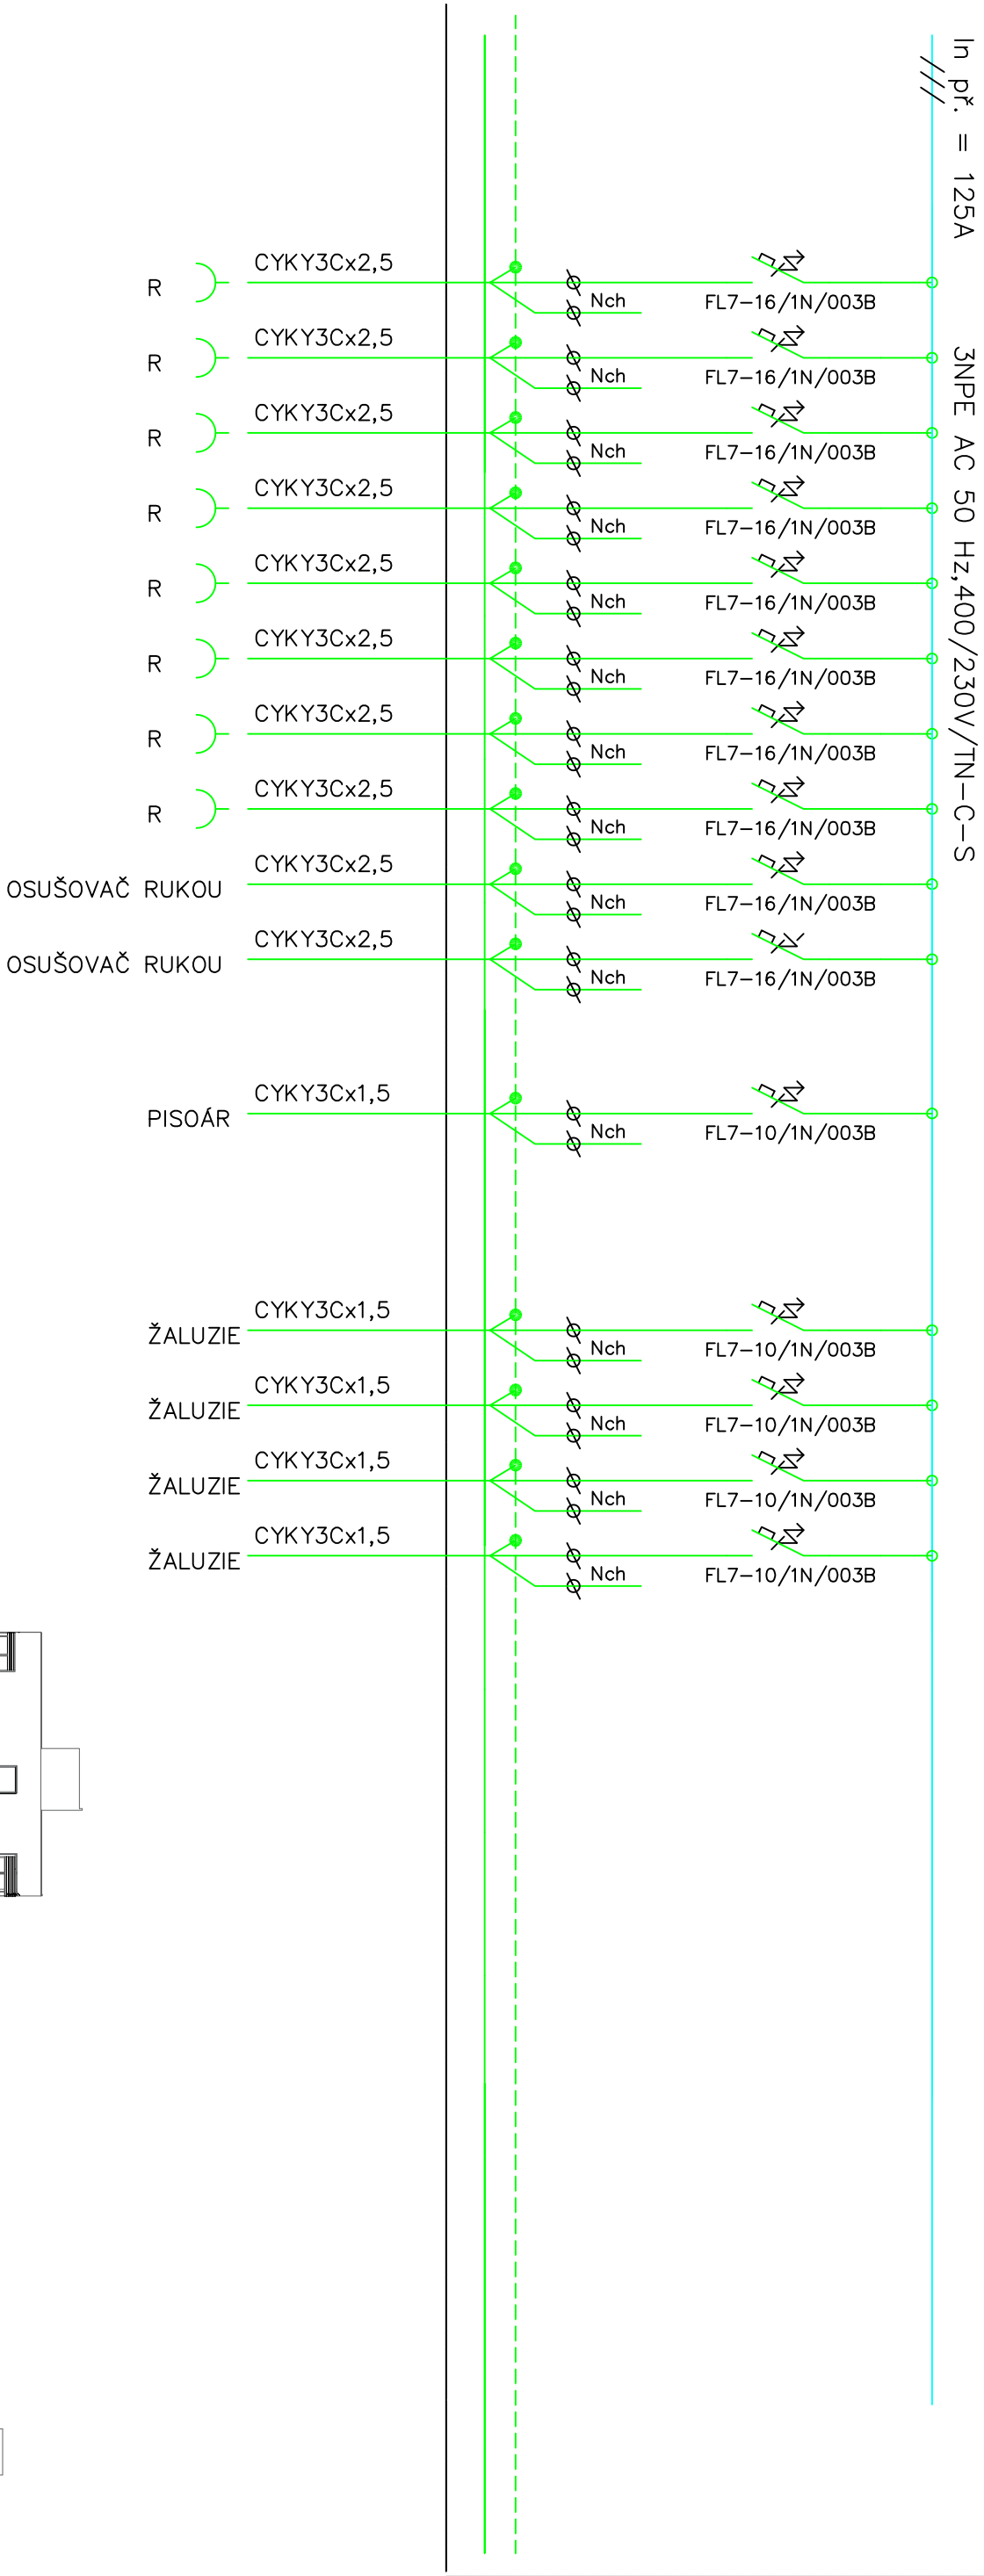 In př. = 125A 3NPE AC 50 Hz,400/230V/TN-C-S
CYKY3Cx2,5
R Nch FL7-16/1N/003B
CYKY3Cx2,5
R Nch FL7-16/1N/003B
CYKY3Cx2,5
R Nch FL7-16/1N/003B
CYKY3Cx2,5
R Nch FL7-16/1N/003B
CYKY3Cx2,5
R Nch FL7-16/1N/003B
CYKY3Cx2,5
R Nch FL7-16/1N/003B
CYKY3Cx2,5
R Nch FL7-16/1N/003B
CYKY3Cx2,5
R Nch FL7-16/1N/003B
CYKY3Cx2,5
OSUŠOVAČ RUKOU Nch FL7-16/1N/003B
CYKY3Cx2,5
OSUŠOVAČ RUKOU Nch FL7-16/1N/003B
CYKY3Cx1,5
PISOÁR Nch FL7-10/1N/003B
CYKY3Cx1,5
ŽALUZIE Nch FL7-10/1N/003B
CYKY3Cx1,5
ŽALUZIE Nch FL7-10/1N/003B
CYKY3Cx1,5
ŽALUZIE Nch FL7-10/1N/003B
CYKY3Cx1,5
ŽALUZIE Nch FL7-10/1N/003B